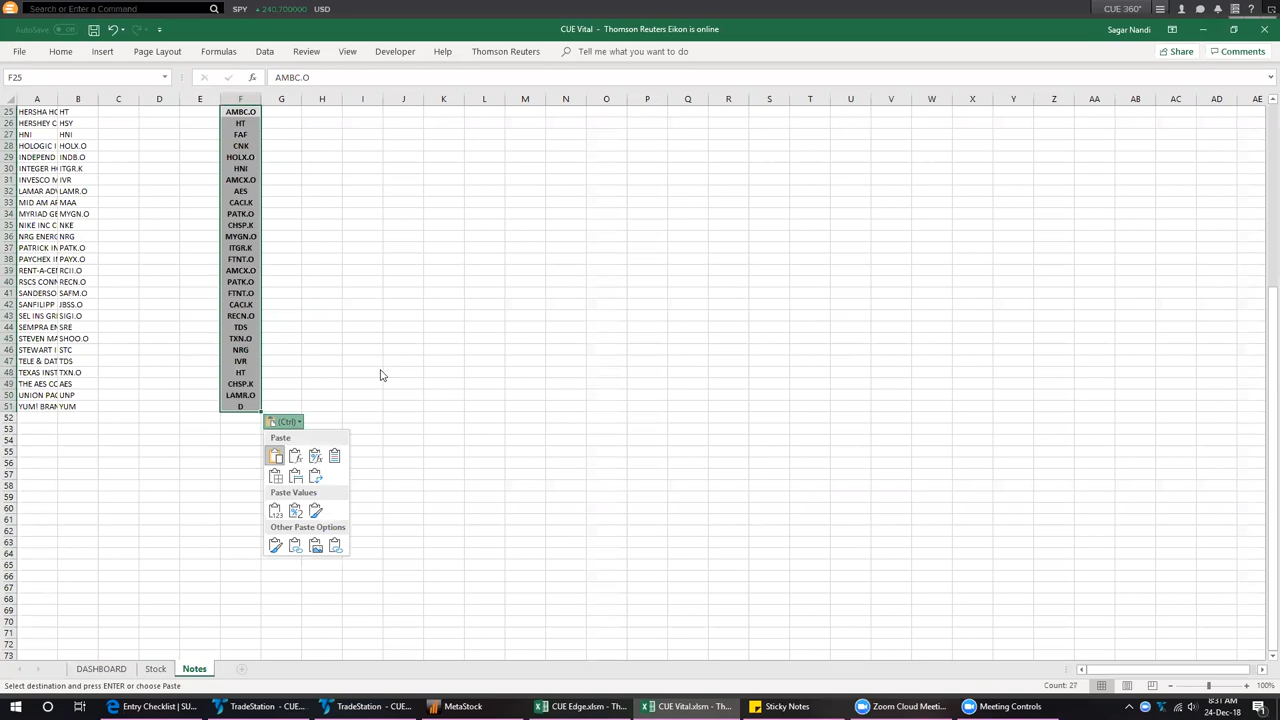 Search or Enter Command SPY 240.700000 USD CUE 360°
AutoSave Off CUE Vital - Thomson Reuters Eikon is online Sagar Nandi
File Home Insert Page Layout Formulas Data Review View Developer Help Thomson Reuters Tell me what you want to do Share Comments
F25 fx AMBC.O
A B C D E F G H I J K L M N O P Q R S T U V W X Y Z AA AB AC AD AE
25 HERSHA HO HT AMBC.O
26 HERSHEY C HSY HT
27 HNI HNI FAF
28 HOLOGIC I HOLX.O CNK
29 INDEPEND INDB.O HOLX.O
30 INTEGER H ITGR.K HNI
31 INVESCO M IVR AMCX.O
32 LAMAR AD LAMR.O AES
33 MID AM AP MAA CACI.K
34 MYRIAD GE MYGN.O PATK.O
35 NIKE INC C NKE CHSP.K
36 NRG ENERG NRG MYGN.O
37 PATRICK IN PATK.O ITGR.K
38 PAYCHEX IN PAYX.O FTNT.O
39 RENT-A-CE RCII.O AMCX.O
40 RSCS CONN RECN.O PATK.O
41 SANDERSO SAFM.O FTNT.O
42 SANFILIPP JBSS.O CACI.K
43 SEL INS GR SIGI.O RECN.O
44 SEMPRA EN SRE TDS
45 STEVEN MA SHOO.O TXN.O
46 STEWART I STC NRG
47 TELE & DAT TDS IVR
48 TEXAS INST TXN.O HT
49 THE AES CO AES CHSP.K
50 UNION PAC UNP LAMR.O
51 YUM! BRAN YUM D
52 (Ctrl)
53
54 Paste
55
56
57
58
59 Paste Values
60
61
62 Other Paste Options
63
64
65
66
67
68
69
70
71
72
73
DASHBOARD Stock Notes
Select destination and press ENTER or choose Paste Count: 27 100%
Entry Checklist | SU... TradeStation - CUE... TradeStation - CUE... MetaStock CUE Edge.xlsm - Th... CUE Vital.xlsm - Th... Sticky Notes Zoom Cloud Meeti... Meeting Controls 8:31 AM
24-Dec-18